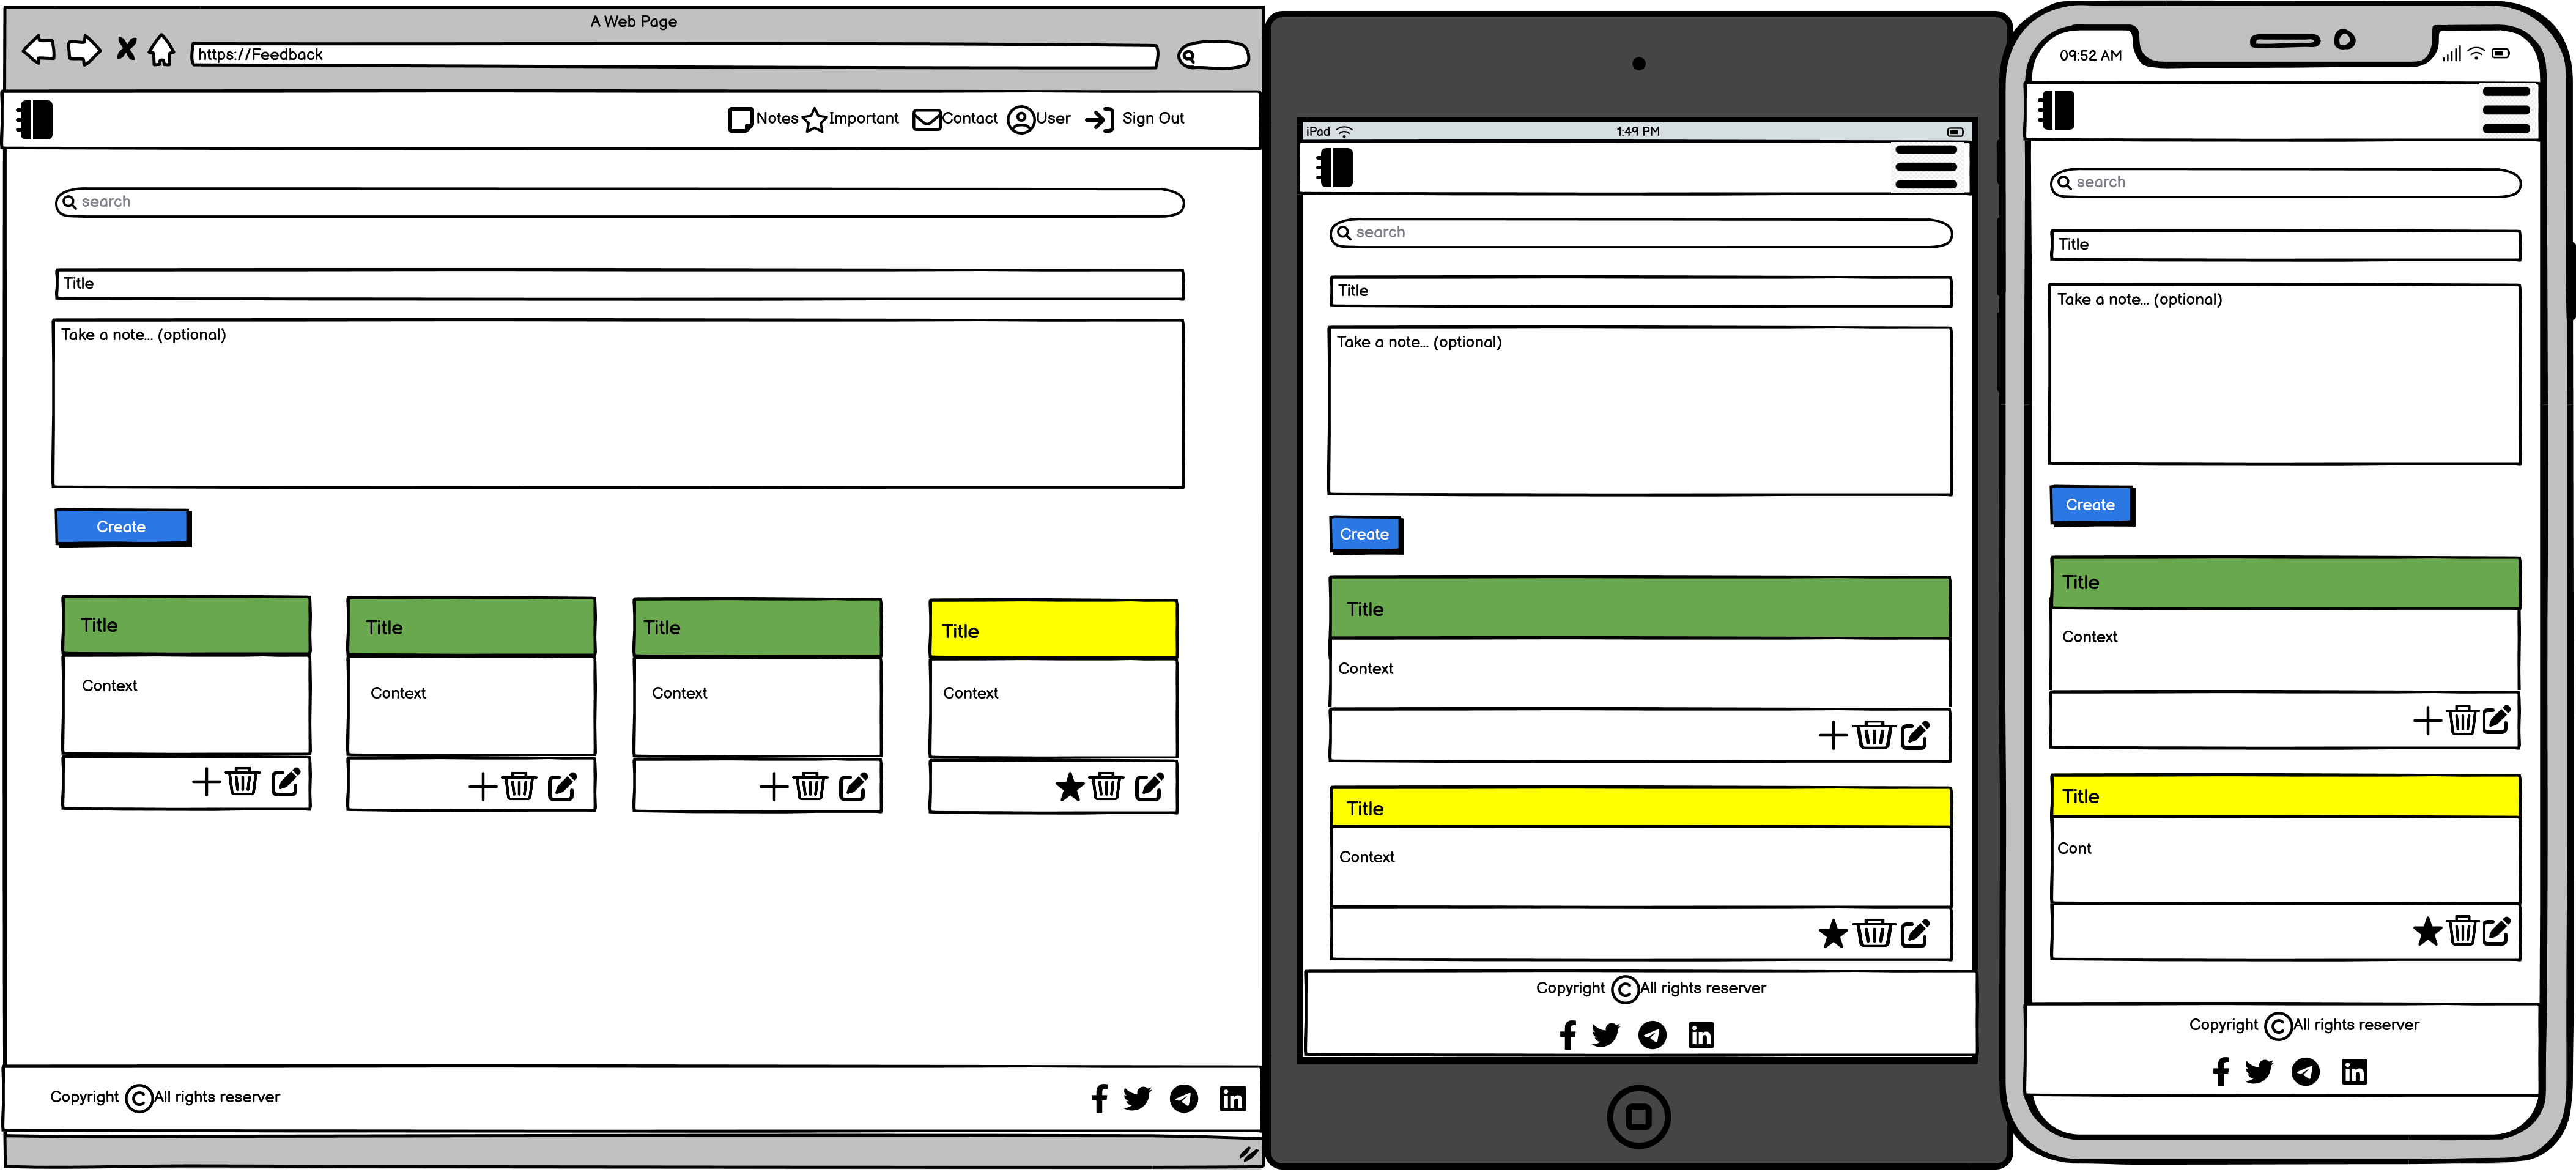 A Web Page
https://Feedback
Notes Important Contact User Sign Out
search
Title
Take a note... (optional)
Create
Title Title Title Title
Context Context Context Context
Copyright © All rights reserver
iPad 1:49 PM
search
Title
Take a note... (optional)
Create
Title
Context
Title
Context
Copyright © All rights reserver
09:52 AM
search
Title
Take a note... (optional)
Create
Title
Context
Title
Cont
Copyright © All rights reserver